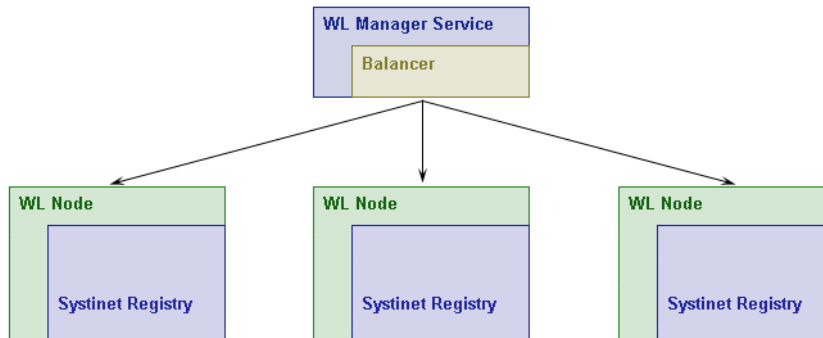 WL Manager Service
Balancer
WL Node
WL Node
WL Node
Systinet Registry
Systinet Registry
Systinet Registry